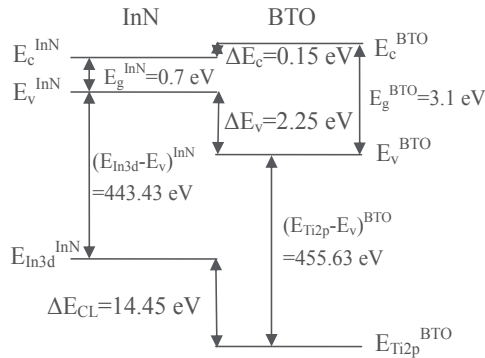 InN BTO
E_c^InN E_c^BTO
ΔE_c=0.15 eV
E_g^InN=0.7 eV
E_v^InN E_g^BTO=3.1 eV
ΔE_v=2.25 eV
E_v^BTO
(E_In3d-E_v)^InN
=443.43 eV
(E_Ti2p-E_v)^BTO
=455.63 eV
E_In3d^InN
ΔE_CL=14.45 eV
E_Ti2p^BTO